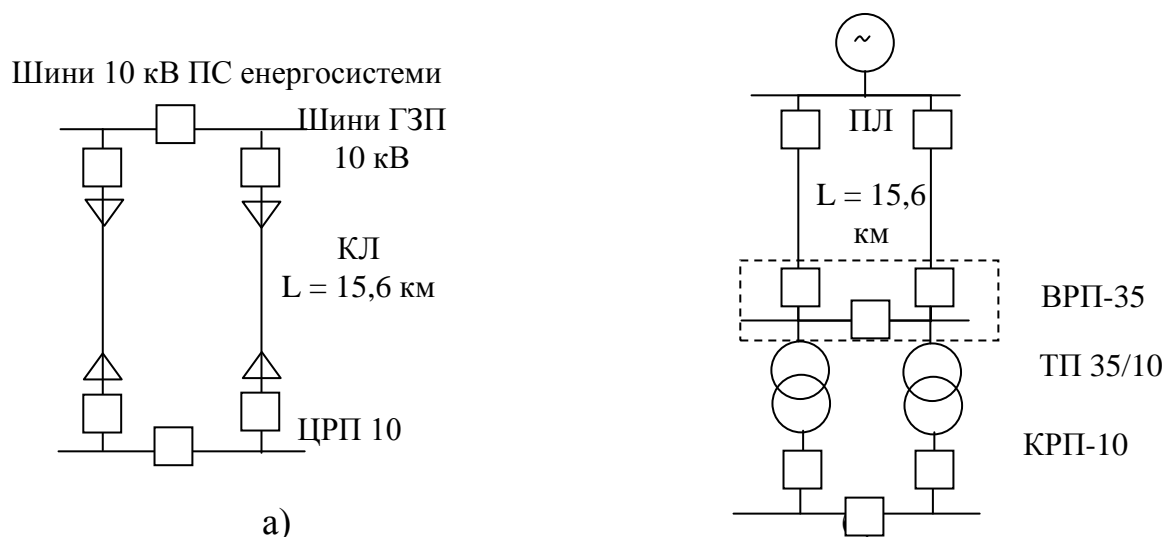 Шини 10 кВ ПС енергосистеми
Шини ГЗП
10 кВ
КЛ
L = 15,6 км
ЦРП 10
а)
~
ПЛ
L = 15,6
км
ВРП-35
ТП 35/10
КРП-10